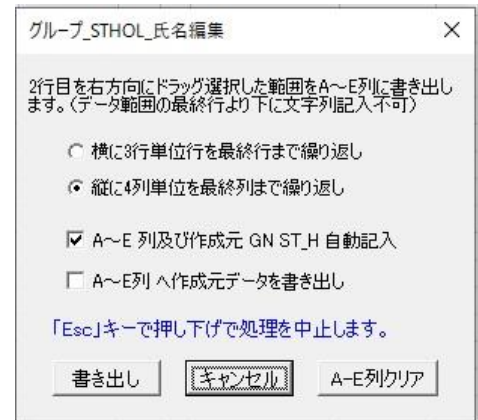 グループ_STHOL_氏名編集
2行目を右方向にドラッグ選択した範囲をA～E列に書き出し
ます。(データ範囲の最終行より下に文字列記入不可)
横に3行単位行を最終行まで繰り返し
縦に4列単位を最終列まで繰り返し
A～E 列及び作成元 GN ST_H 自動記入
A～E列 へ作成元データを書き出し
「Esc」キーで押し下げで処理を中止します。
書き出し キャンセル A-E列クリア